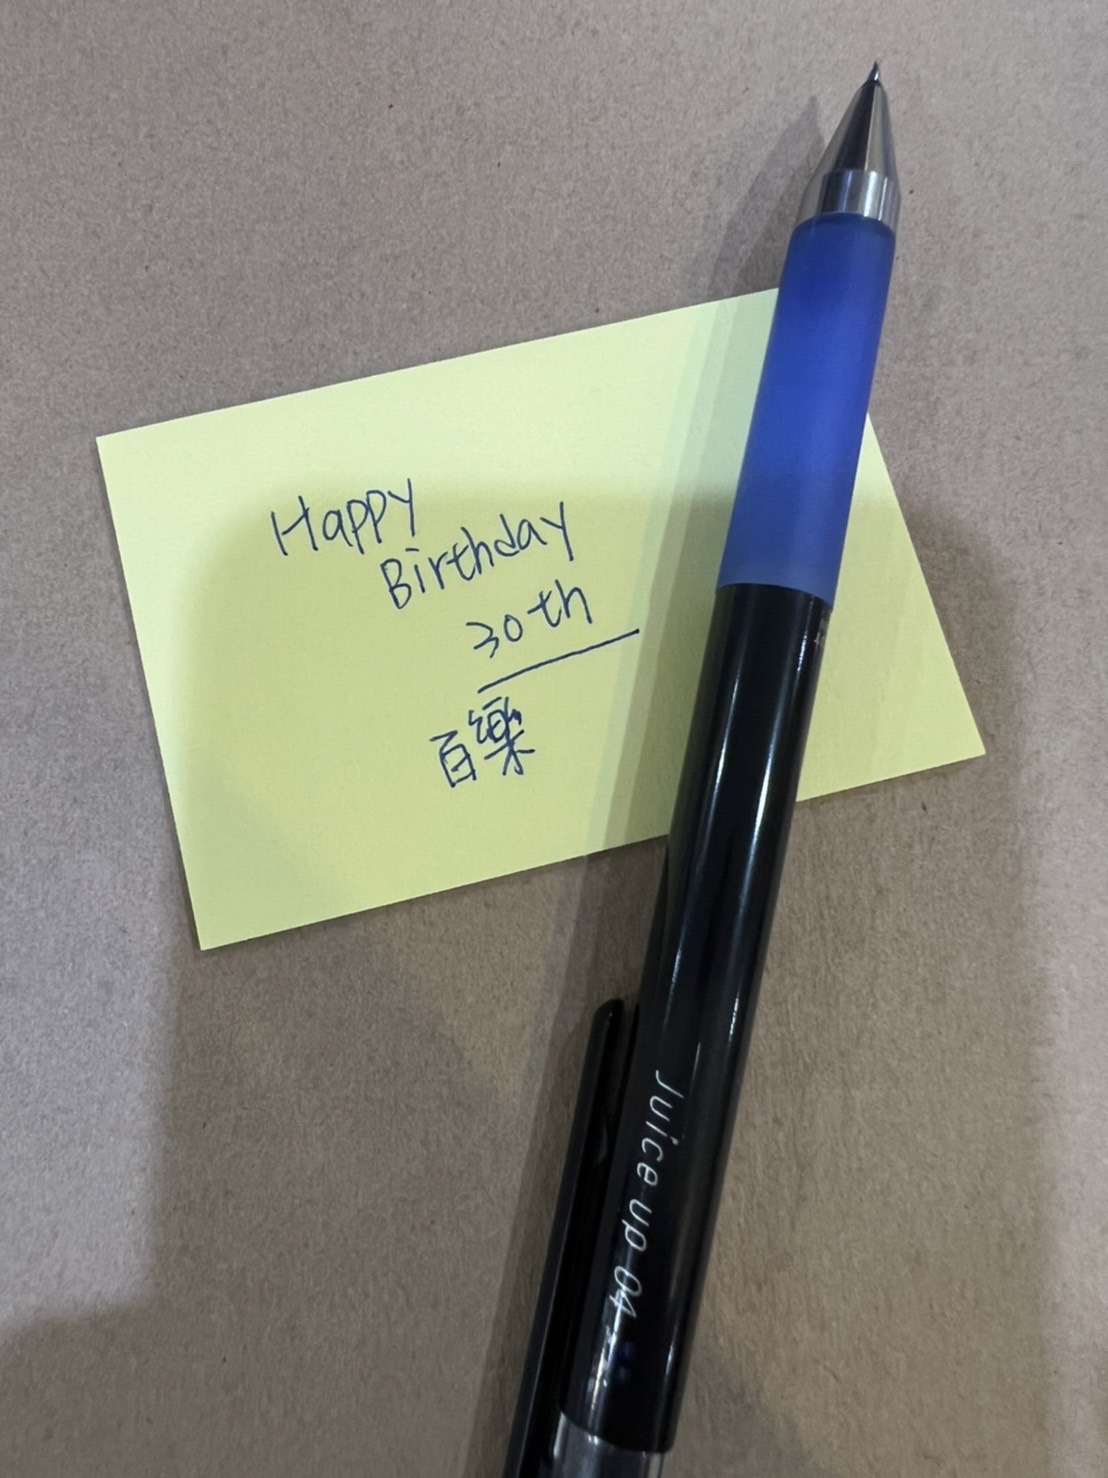 Happy
Birthday
30th
百樂
Juice up 04